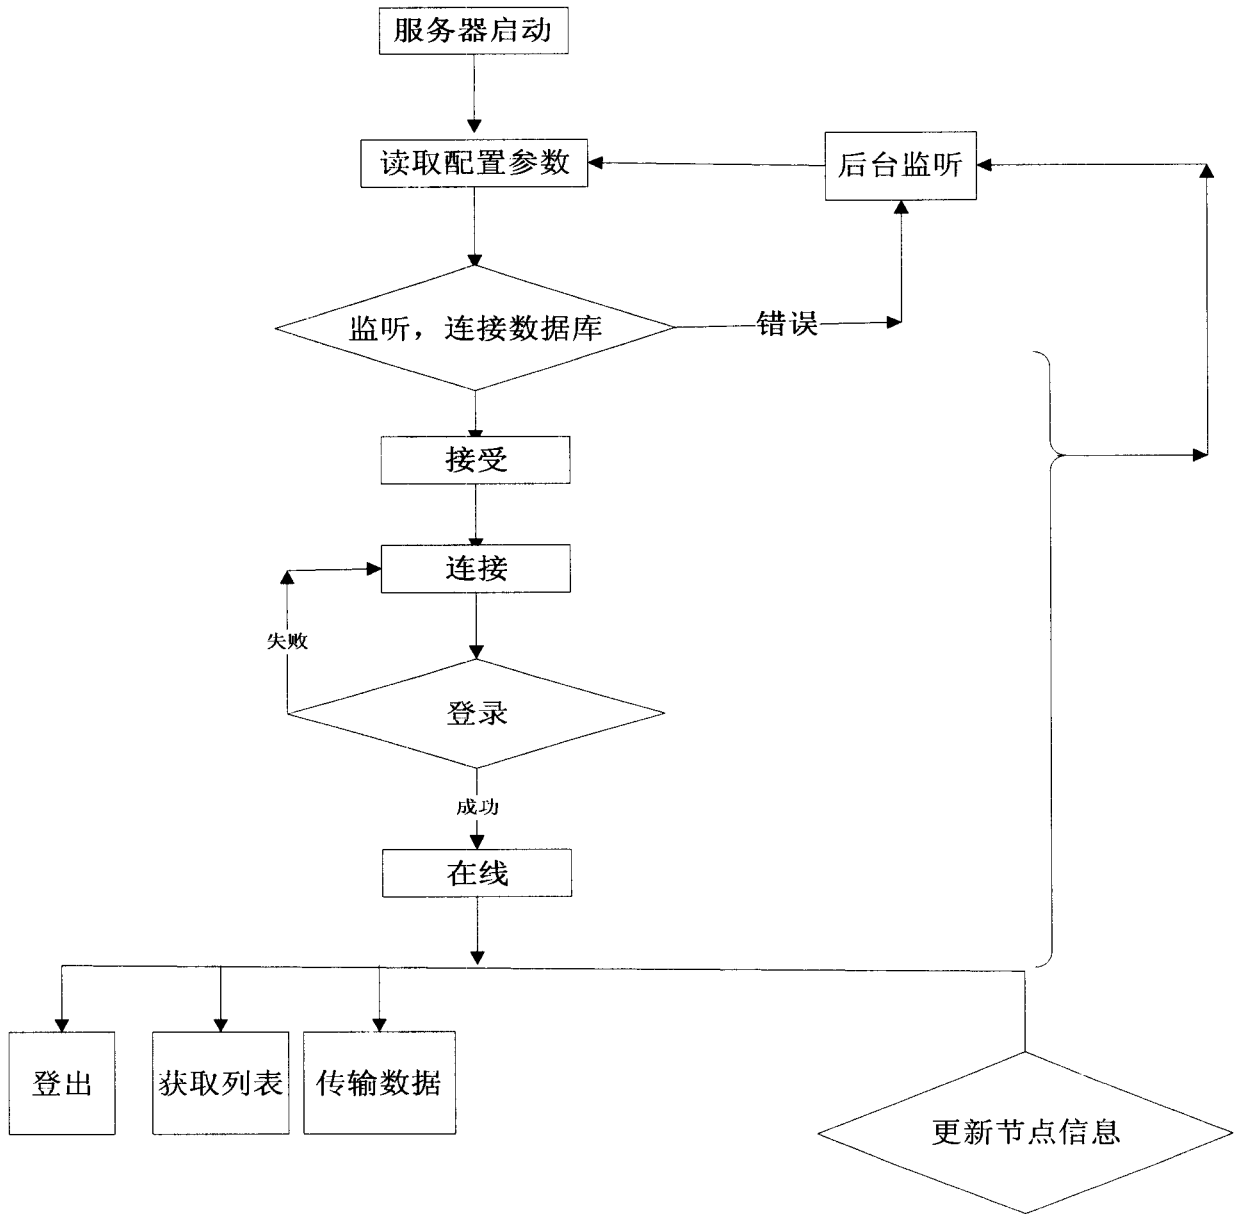 服务器启动
读取配置参数
后台监听
监听，连接数据库
错误
接受
连接
失败
登录
成功
在线
登出
获取列表
传输数据
更新节点信息